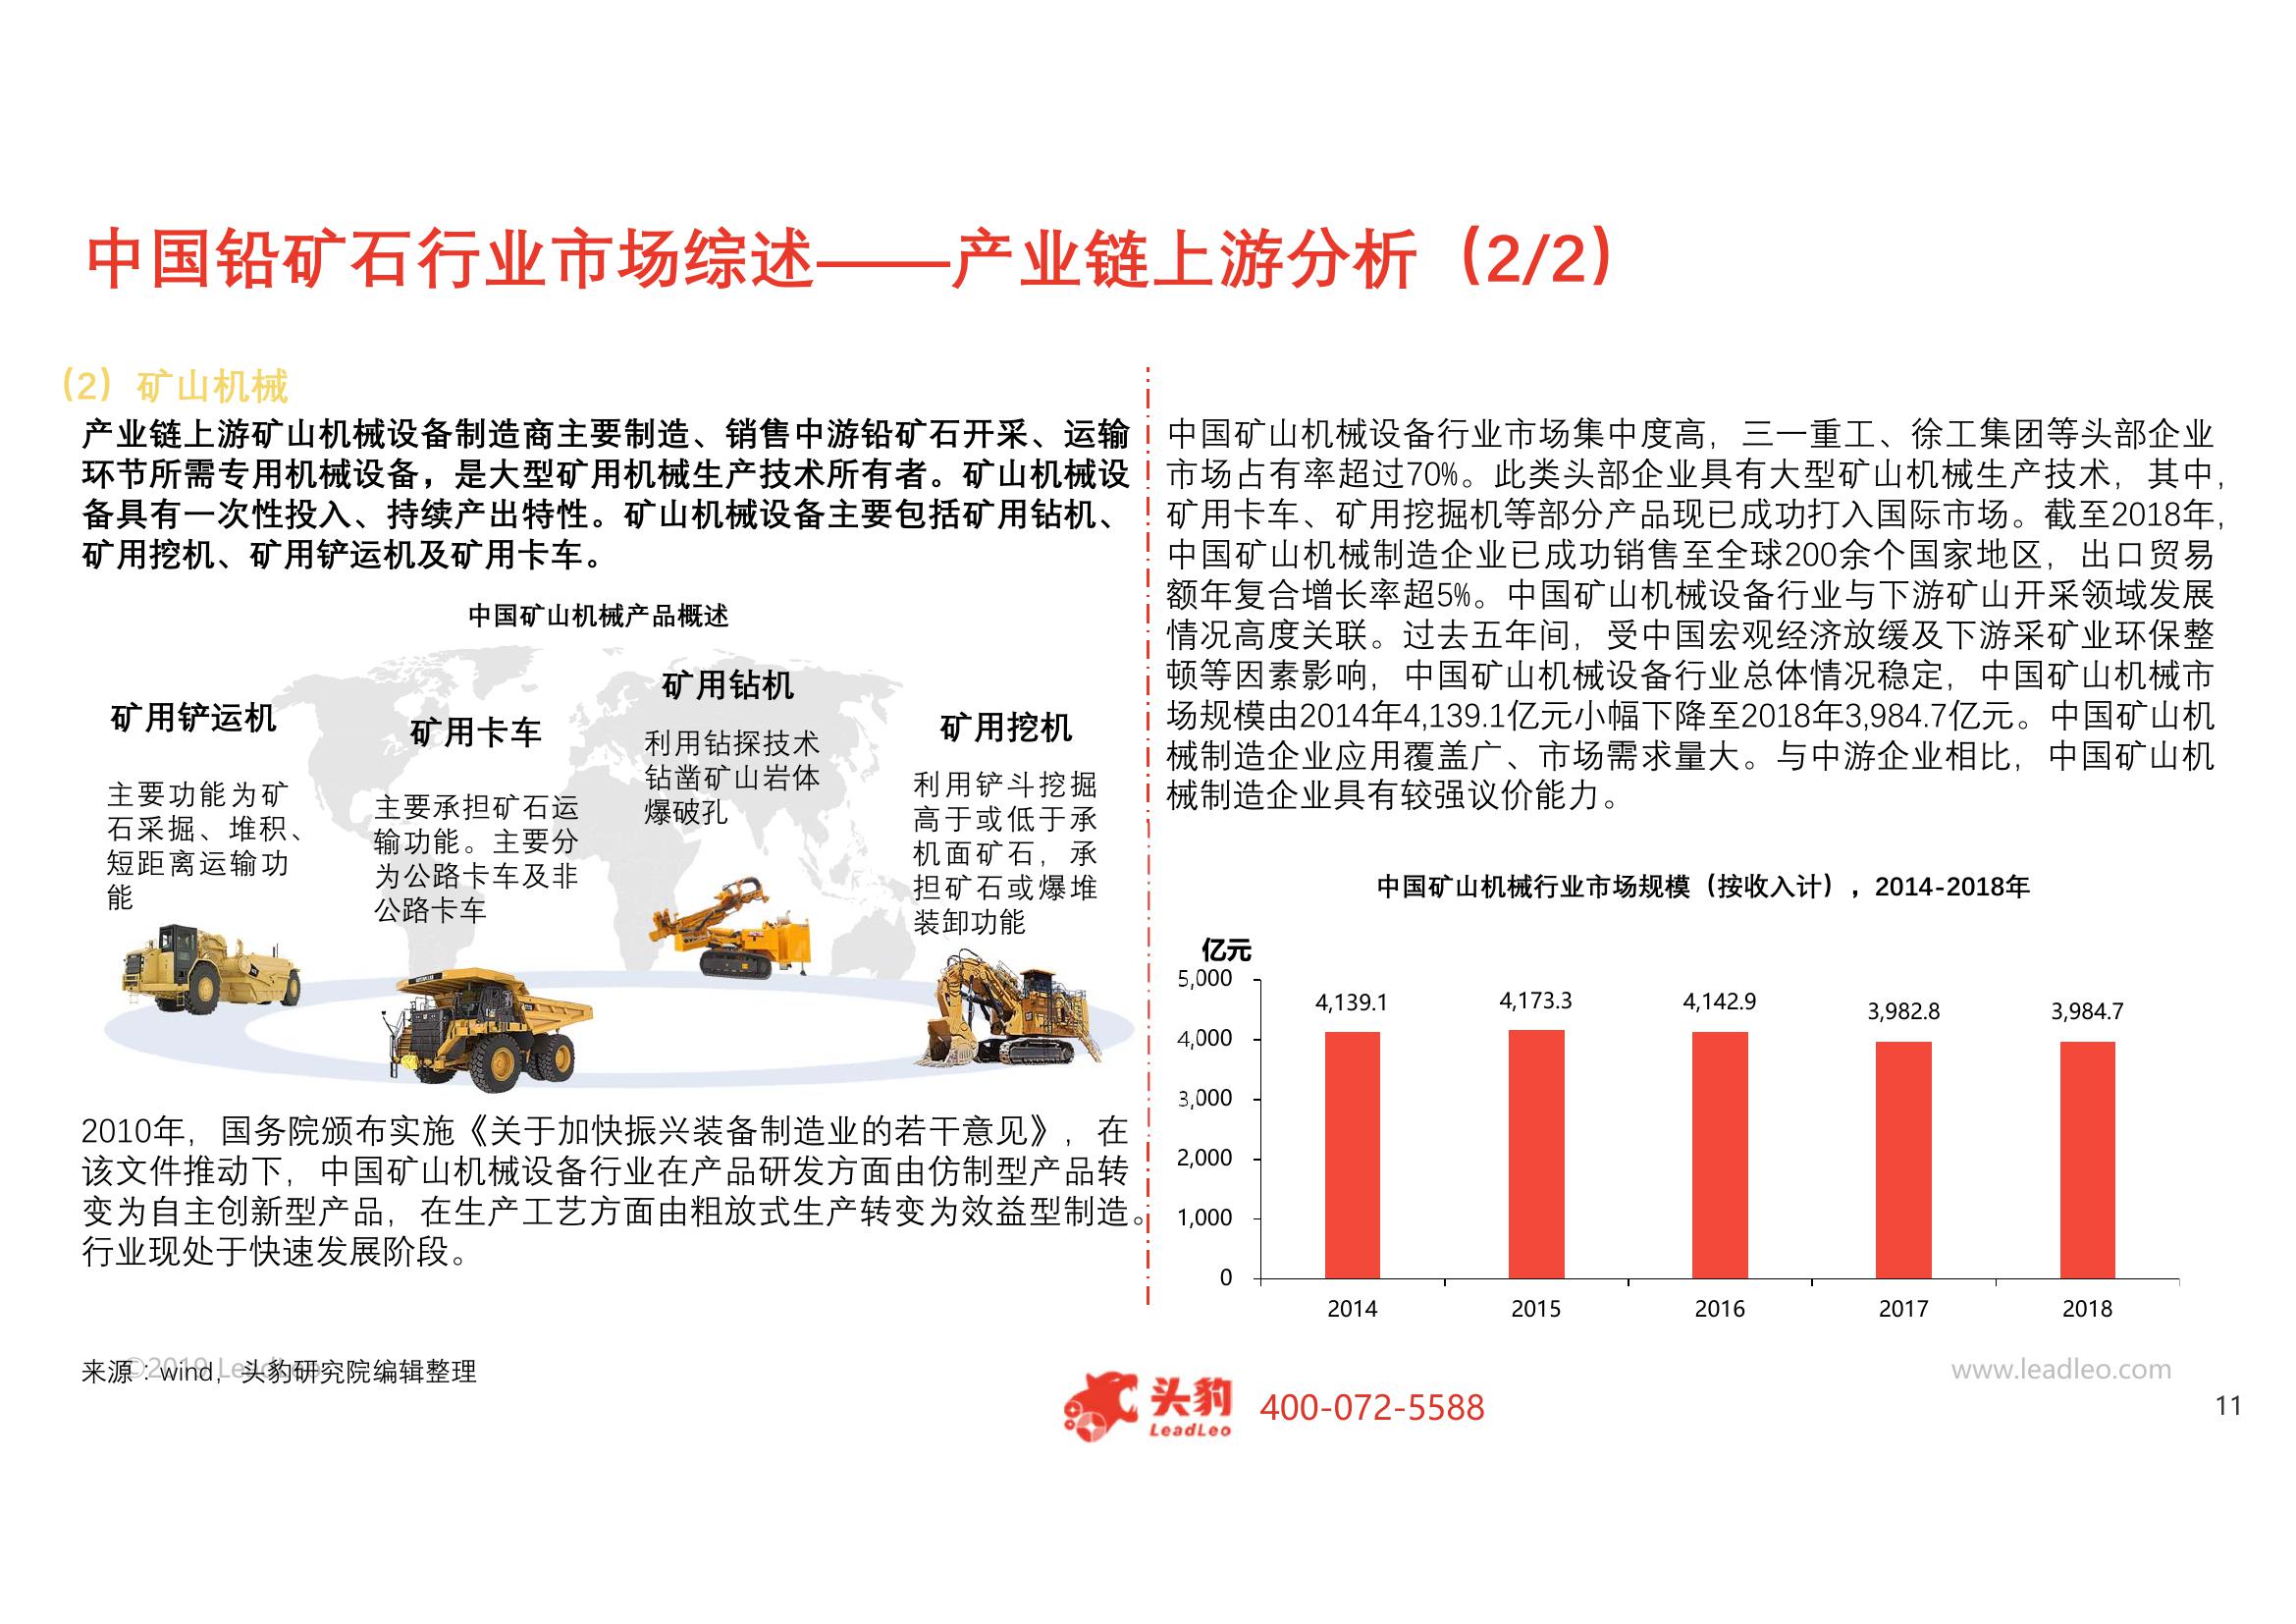 中国铅矿石行业市场综述——产业链上游分析（2/2）
（2）矿山机械
产业链上游矿山机械设备制造商主要制造、销售中游铅矿石开采、运输
环节所需专用机械设备，是大型矿用机械生产技术所有者。矿山机械设
备具有一次性投入、持续产出特性。矿山机械设备主要包括矿用钻机、
矿用挖机、矿用铲运机及矿用卡车。
中国矿山机械产品概述
矿用铲运机
主要功能为矿
石采掘、堆积、
短距离运输功
能
矿用卡车
主要承担矿石运
输功能。主要分
为公路卡车及非
公路卡车
矿用钻机
利用钻探技术
钻凿矿山岩体
爆破孔
矿用挖机
利用铲斗挖掘
高于或低于承
机面矿石，承
担矿石或爆堆
装卸功能
2010年，国务院颁布实施《关于加快振兴装备制造业的若干意见》，在
该文件推动下，中国矿山机械设备行业在产品研发方面由仿制型产品转
变为自主创新型产品，在生产工艺方面由粗放式生产转变为效益型制造。
行业现处于快速发展阶段。
中国矿山机械设备行业市场集中度高，三一重工、徐工集团等头部企业
市场占有率超过70%。此类头部企业具有大型矿山机械生产技术，其中，
矿用卡车、矿用挖掘机等部分产品现已成功打入国际市场。截至2018年，
中国矿山机械制造企业已成功销售至全球200余个国家地区，出口贸易
额年复合增长率超5%。中国矿山机械设备行业与下游矿山开采领域发展
情况高度关联。过去五年间，受中国宏观经济放缓及下游采矿业环保整
顿等因素影响，中国矿山机械设备行业总体情况稳定，中国矿山机械市
场规模由2014年4,139.1亿元小幅下降至2018年3,984.7亿元。中国矿山机
械制造企业应用覆盖广、市场需求量大。与中游企业相比，中国矿山机
械制造企业具有较强议价能力。
中国矿山机械行业市场规模（按收入计），2014-2018年
亿元
5,000
4,000
3,000
2,000
1,000
0
4,139.1
4,173.3
4,142.9
3,982.8
3,984.7
2014
2015
2016
2017
2018
来源：wind，头豹研究院编辑整理
©2019 LeadLeo
www.leadleo.com
头豹
LeadLeo
400-072-5588
11